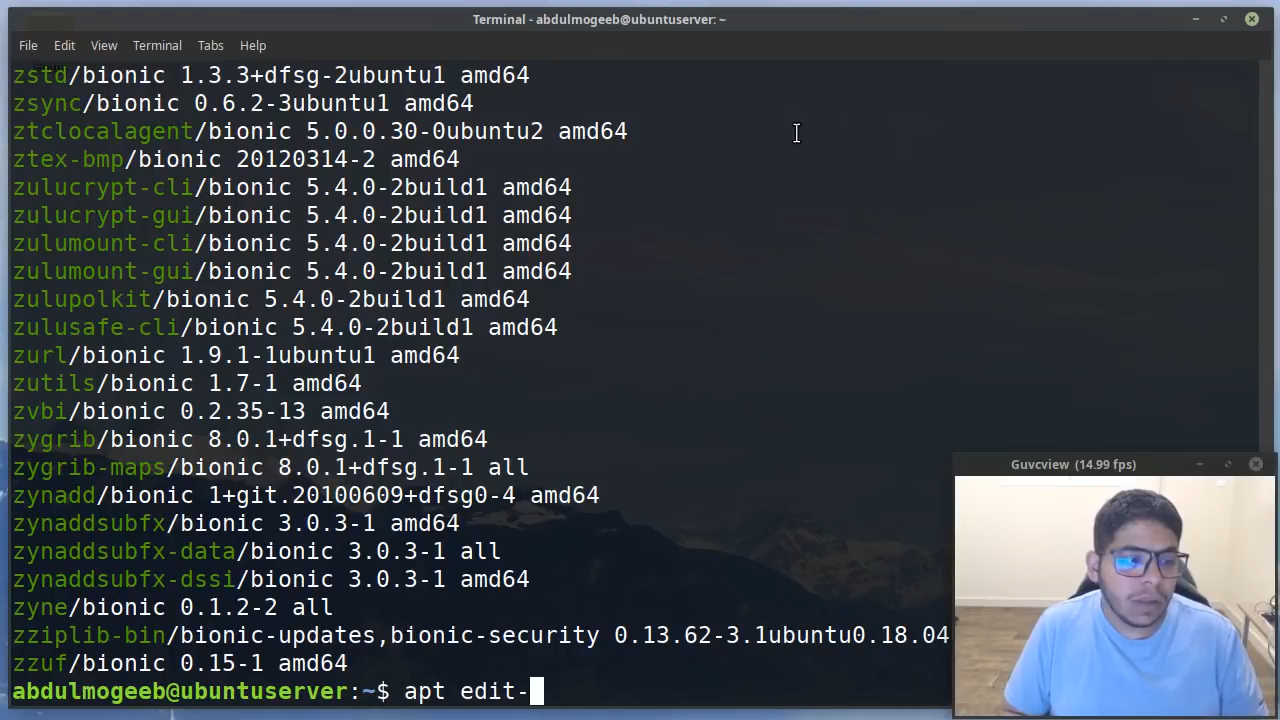 Terminal - abdulmogeeb@ubuntuserver: ~
File Edit View Terminal Tabs Help
zstd/bionic 1.3.3+dfsg-2ubuntu1 amd64
zsync/bionic 0.6.2-3ubuntu1 amd64
ztclocalagent/bionic 5.0.0.30-0ubuntu2 amd64
ztex-bmp/bionic 20120314-2 amd64
zulucrypt-cli/bionic 5.4.0-2build1 amd64
zulucrypt-gui/bionic 5.4.0-2build1 amd64
zulumount-cli/bionic 5.4.0-2build1 amd64
zulumount-gui/bionic 5.4.0-2build1 amd64
zulupolkit/bionic 5.4.0-2build1 amd64
zulusafe-cli/bionic 5.4.0-2build1 amd64
zurl/bionic 1.9.1-1ubuntu1 amd64
zutils/bionic 1.7-1 amd64
zvbi/bionic 0.2.35-13 amd64
zygrib/bionic 8.0.1+dfsg.1-1 amd64
zygrib-maps/bionic 8.0.1+dfsg.1-1 all
zynadd/bionic 1+git.20100609+dfsg0-4 amd64
zynaddsubfx/bionic 3.0.3-1 amd64
zynaddsubfx-data/bionic 3.0.3-1 all
zynaddsubfx-dssi/bionic 3.0.3-1 amd64
zyne/bionic 0.1.2-2 all
zziplib-bin/bionic-updates,bionic-security 0.13.62-3.1ubuntu0.18.04
zzuf/bionic 0.15-1 amd64
abdulmogeeb@ubuntuserver:~$ apt edit-
Guvcview (14.99 fps)